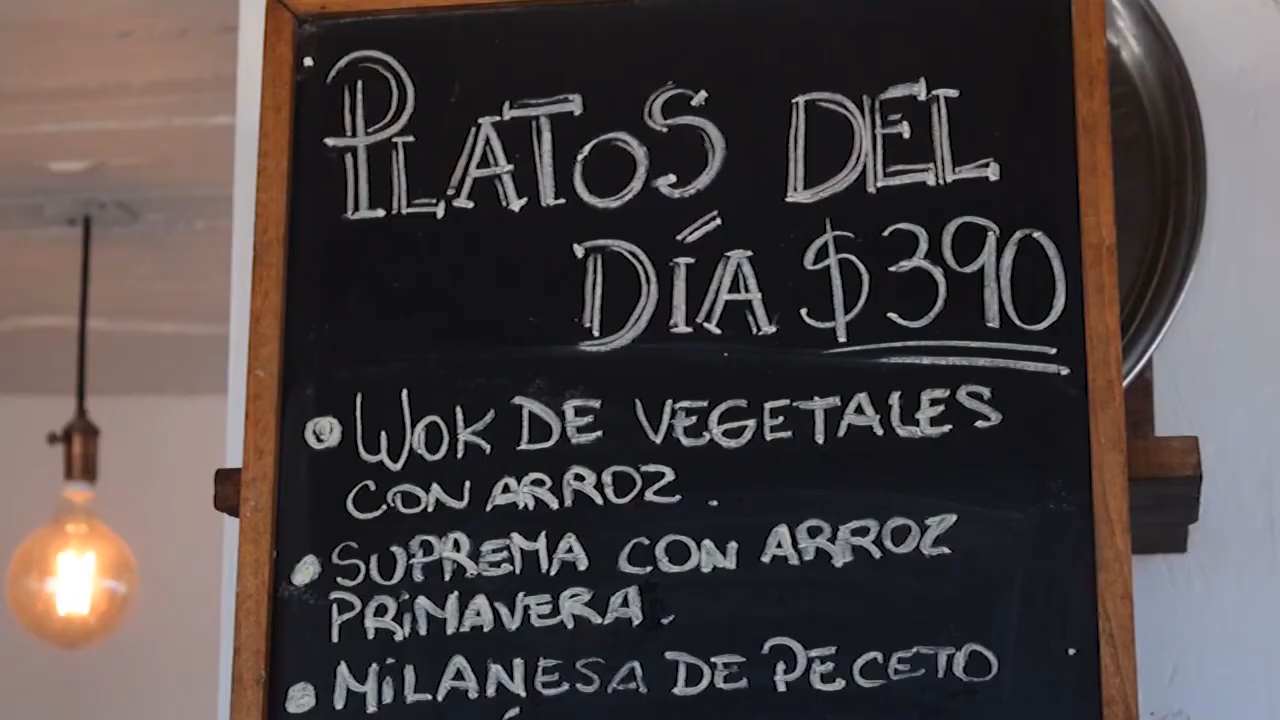 PLATOS DEL
DÍA $390
WOK DE VEGETALES
CON ARROZ.
SUPREMA CON ARROZ
PRiMAVERA.
MiLANESA DE PECETO